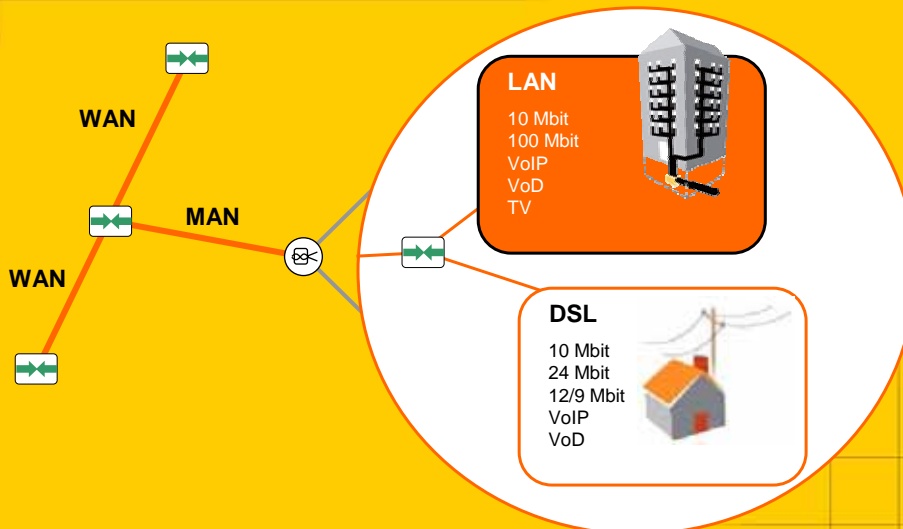 WAN
MAN
WAN
LAN
10 Mbit
100 Mbit
VoIP
VoD
TV
DSL
10 Mbit
24 Mbit
12/9 Mbit
VoIP
VoD